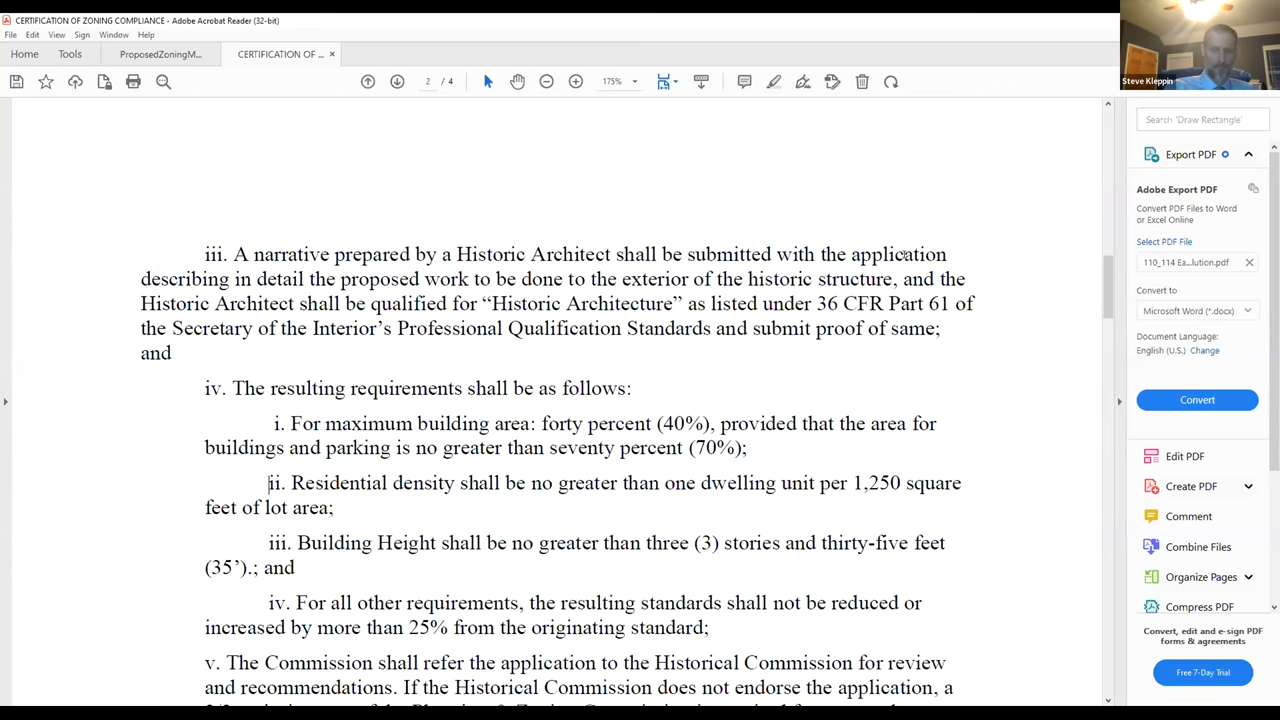 CERTIFICATION OF ZONING COMPLIANCE - Adobe Acrobat Reader (32-bit)
File Edit View Sign Window Help
Home Tools ProposedZoningM... CERTIFICATION OF ... ×
2 / 4 175%
Steve Kleppin
iii. A narrative prepared by a Historic Architect shall be submitted with the application
describing in detail the proposed work to be done to the exterior of the historic structure, and the
Historic Architect shall be qualified for “Historic Architecture” as listed under 36 CFR Part 61 of
the Secretary of the Interior’s Professional Qualification Standards and submit proof of same;
and
iv. The resulting requirements shall be as follows:
i. For maximum building area: forty percent (40%), provided that the area for
buildings and parking is no greater than seventy percent (70%);
ii. Residential density shall be no greater than one dwelling unit per 1,250 square
feet of lot area;
iii. Building Height shall be no greater than three (3) stories and thirty-five feet
(35’).; and
iv. For all other requirements, the resulting standards shall not be reduced or
increased by more than 25% from the originating standard;
v. The Commission shall refer the application to the Historical Commission for review
and recommendations. If the Historical Commission does not endorse the application, a
Search 'Draw Rectangle'
Export PDF
Adobe Export PDF
Convert PDF Files to Word
or Excel Online
Select PDF File
110_114 Ea...lution.pdf
Convert to
Microsoft Word (*.docx)
Document Language:
English (U.S.) Change
Convert
Edit PDF
Create PDF
Comment
Combine Files
Organize Pages
Compress PDF
Convert, edit and e-sign PDF
forms & agreements
Free 7-Day Trial